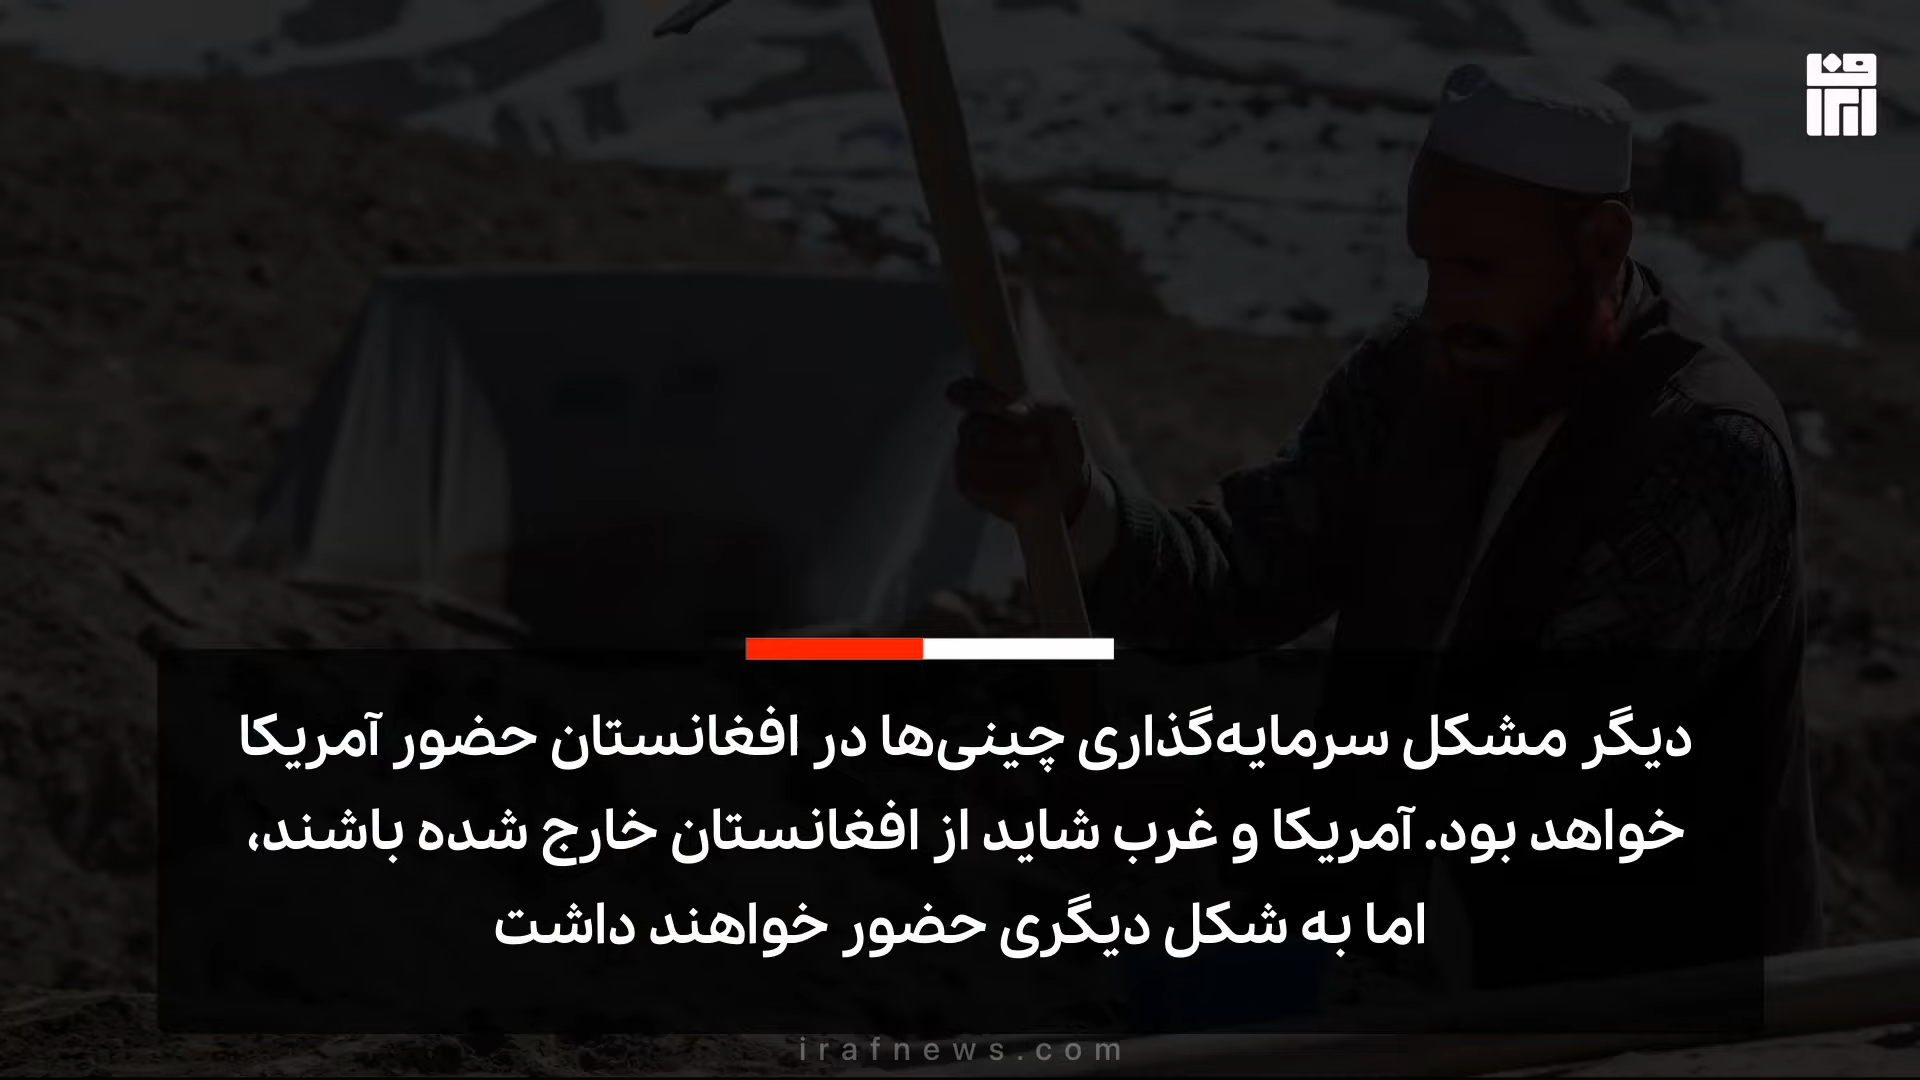 ایراف
دیگر مشکل سرمایه‌گذاری چینی‌ها در افغانستان حضور آمریکا
خواهد بود. آمریکا و غرب شاید از افغانستان خارج شده باشند،
اما به شکل دیگری حضور خواهند داشت
irafnews.com